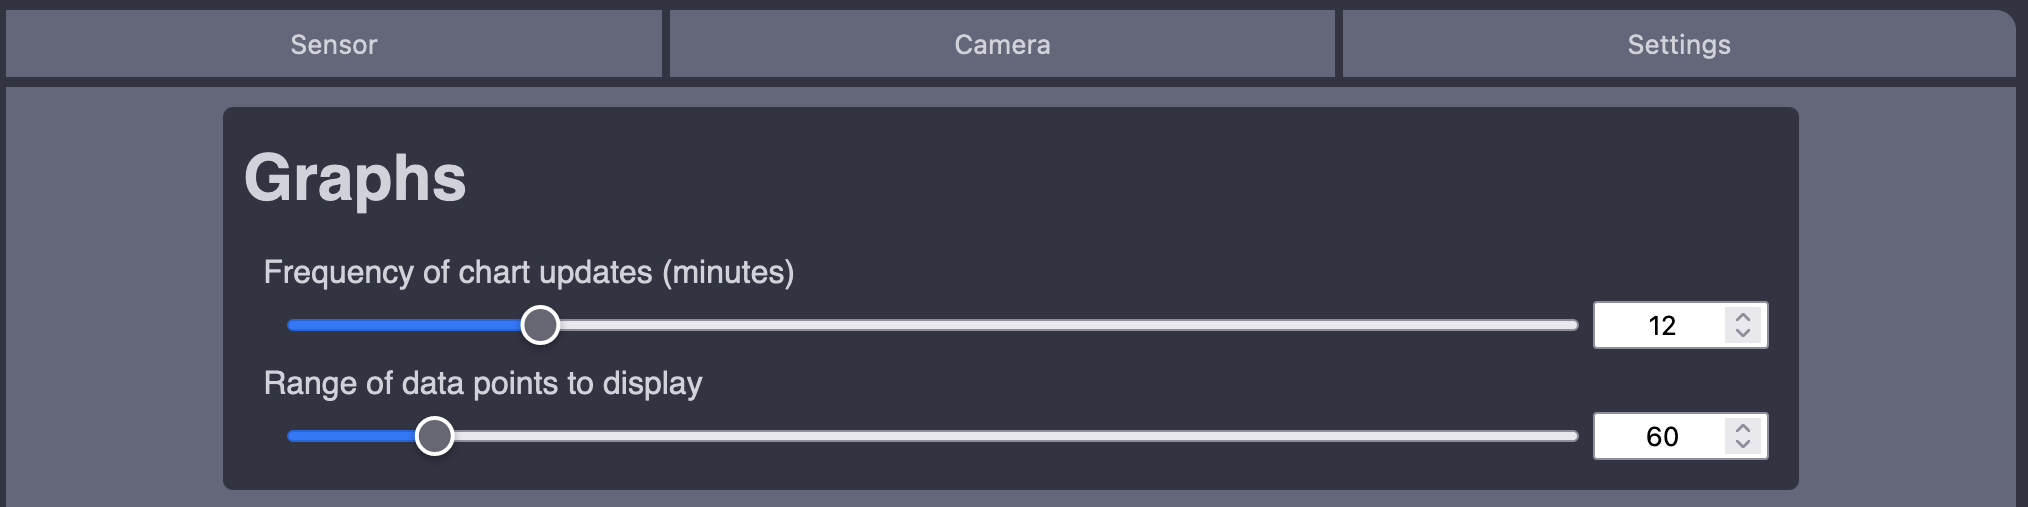 Sensor
Camera
Settings
Graphs
Frequency of chart updates (minutes)
12
Range of data points to display
60